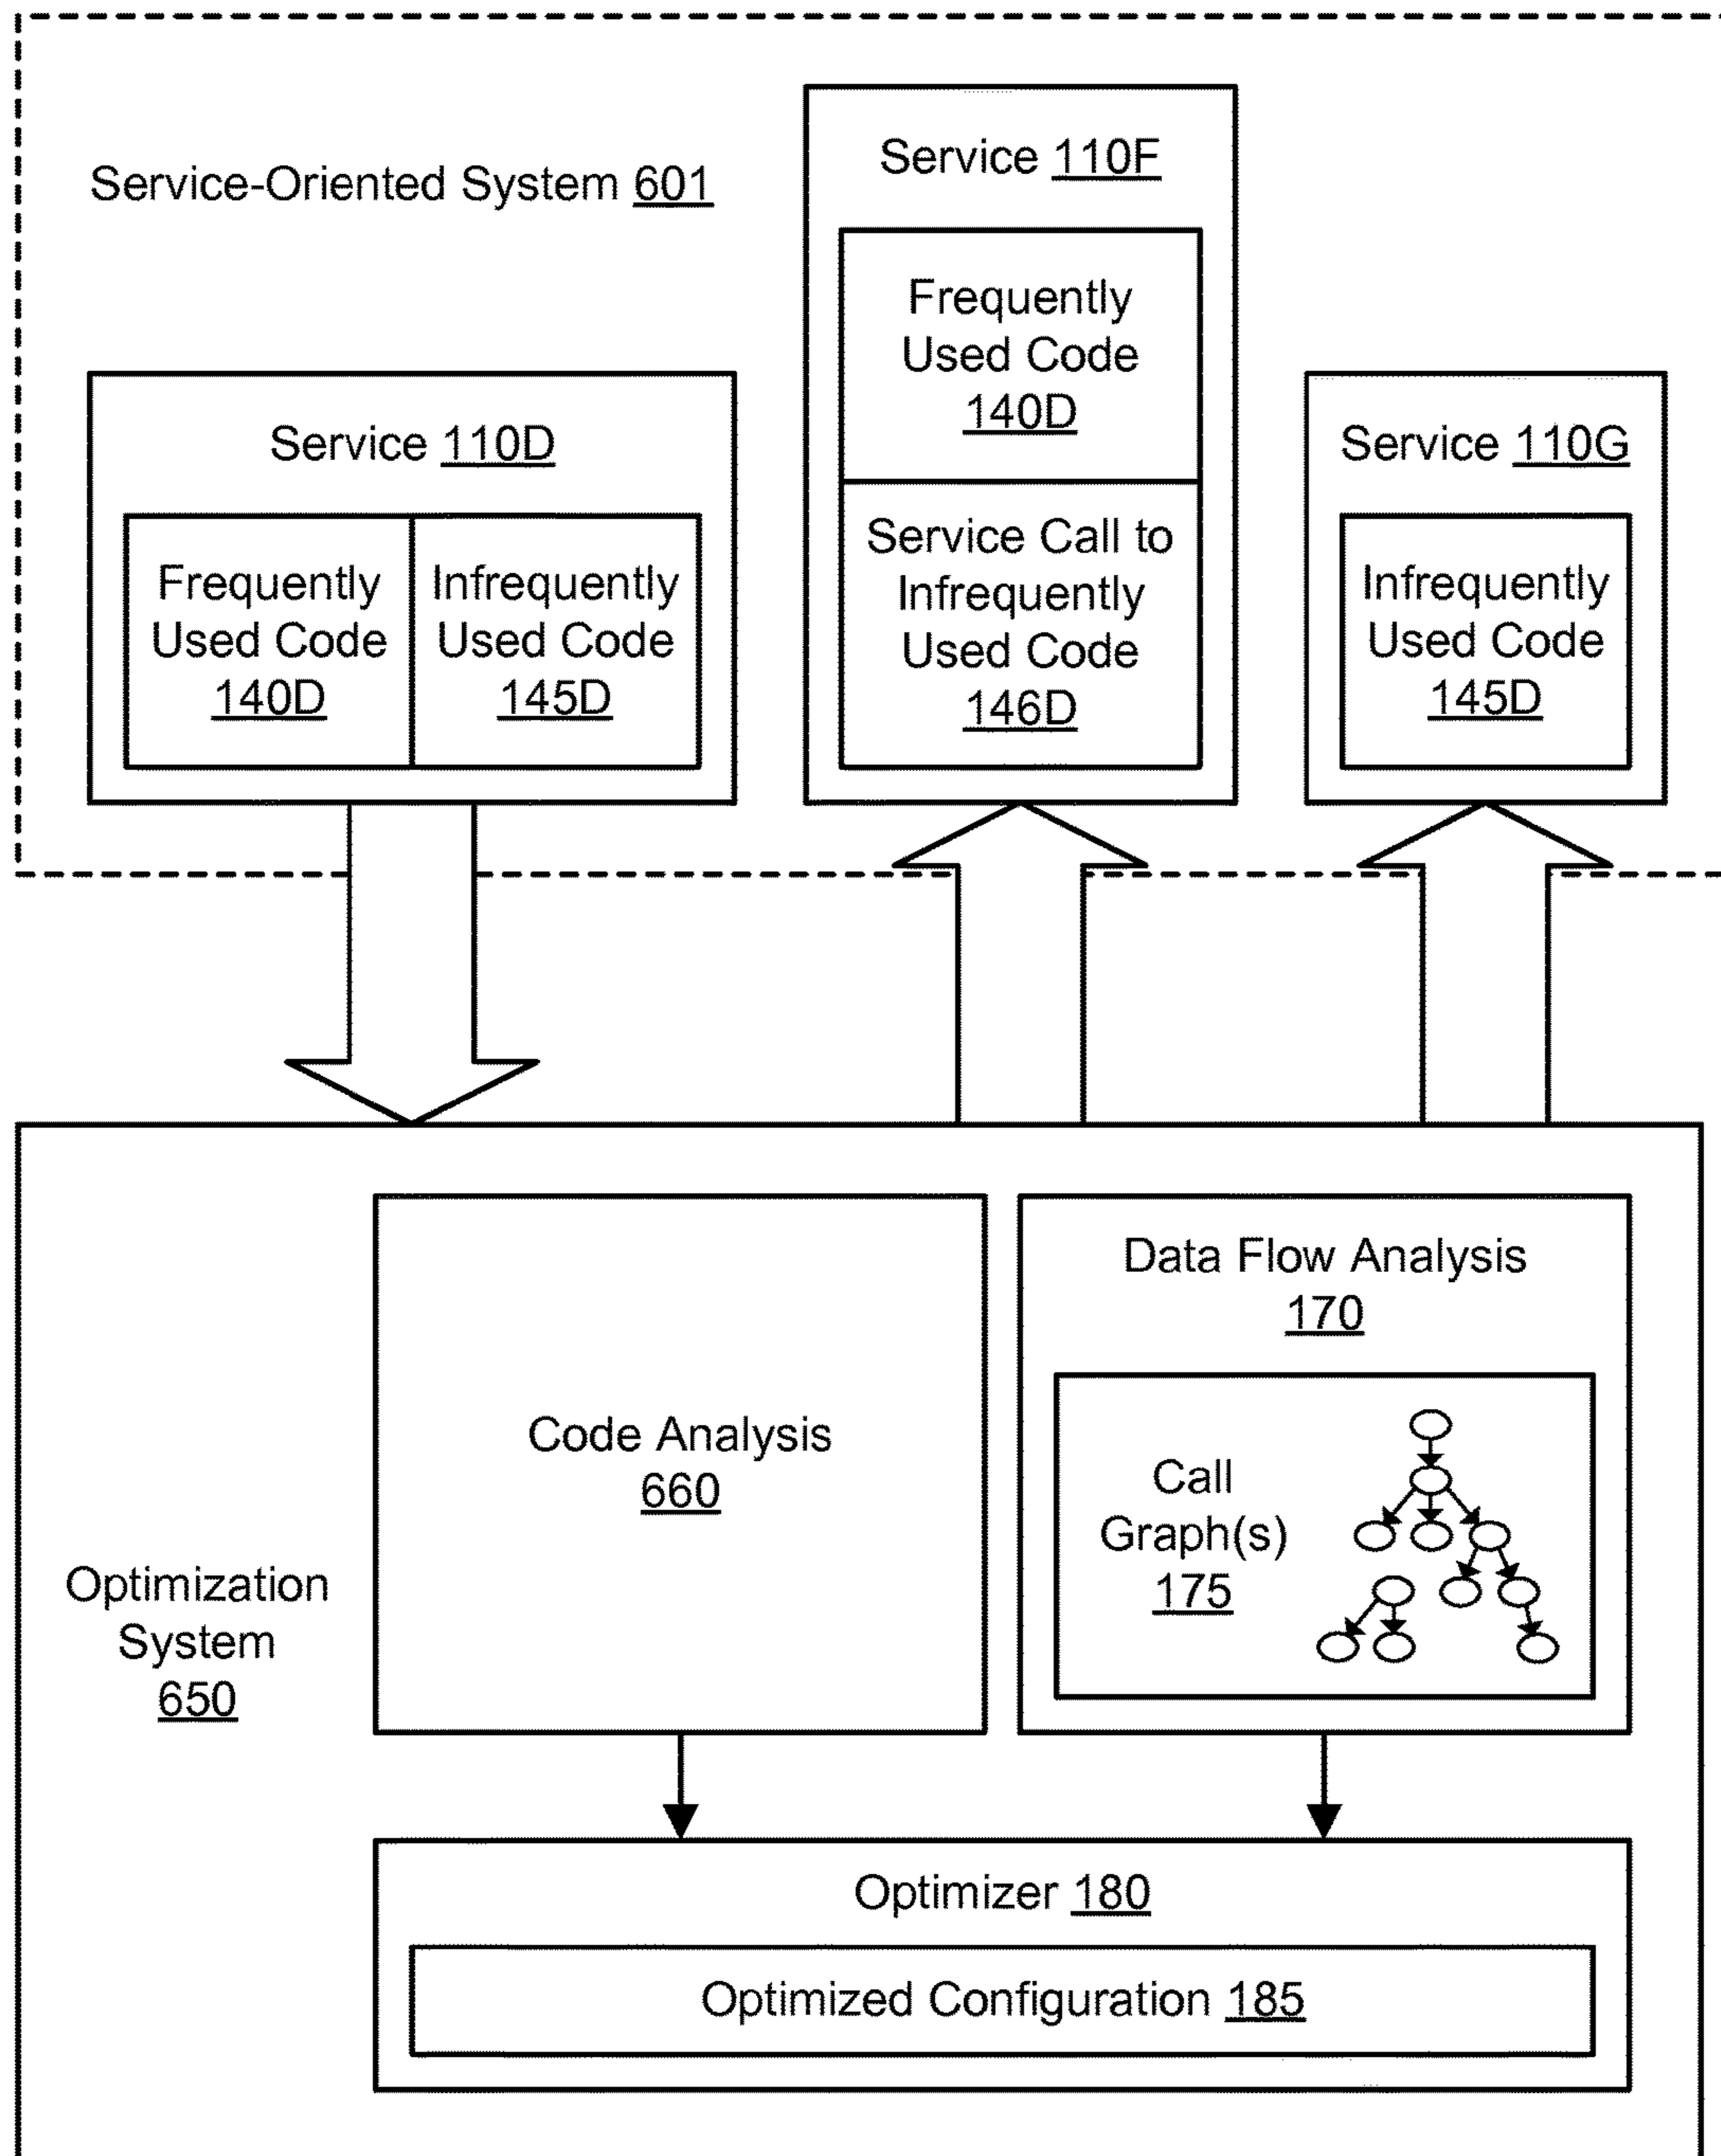 Service-Oriented System 601
Service 110F
Frequently
Used Code
140D
Service Call to
Infrequently
Used Code
146D
Service 110D
Frequently
Used Code
140D
Infrequently
Used Code
145D
Service 110G
Infrequently
Used Code
145D
Optimization
System
650
Code Analysis
660
Data Flow Analysis
170
Call
Graph(s)
175
Optimizer 180
Optimized Configuration 185